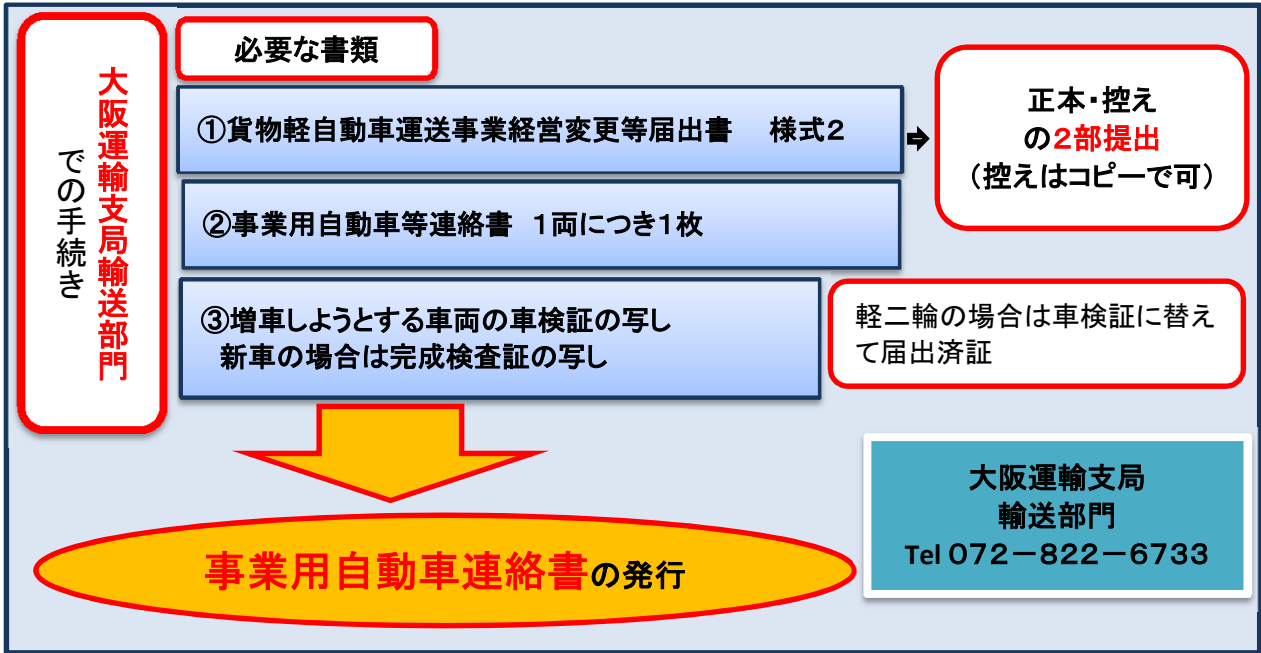 大阪運輸支局輸送部門
での手続き
必要な書類
①貨物軽自動車運送事業経営変更等届出書　様式2
正本・控え
の2部提出
(控えはコピーで可)
②事業用自動車等連絡書　1両につき1枚
③増車しようとする車両の車検証の写し
新車の場合は完成検査証の写し
軽二輪の場合は車検証に替え
て届出済証
事業用自動車連絡書の発行
大阪運輸支局
輸送部門
Tel 072－822－6733